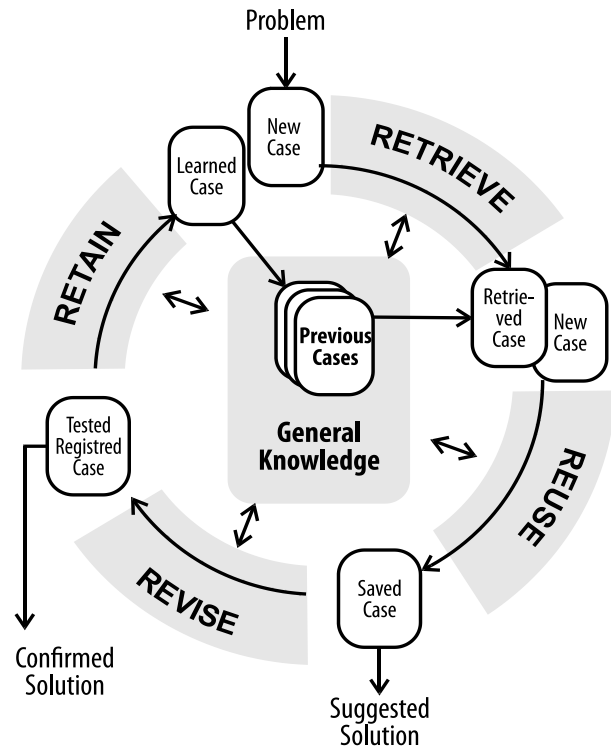 Problem
New
Case
RETRIEVE
Learned
Case
RETAIN
Retrie-
ved
Case
New
Case
Previous
Cases
General
Knowledge
Tested
Registred
Case
REUSE
REVISE
Saved
Case
Confirmed
Solution
Suggested
Solution